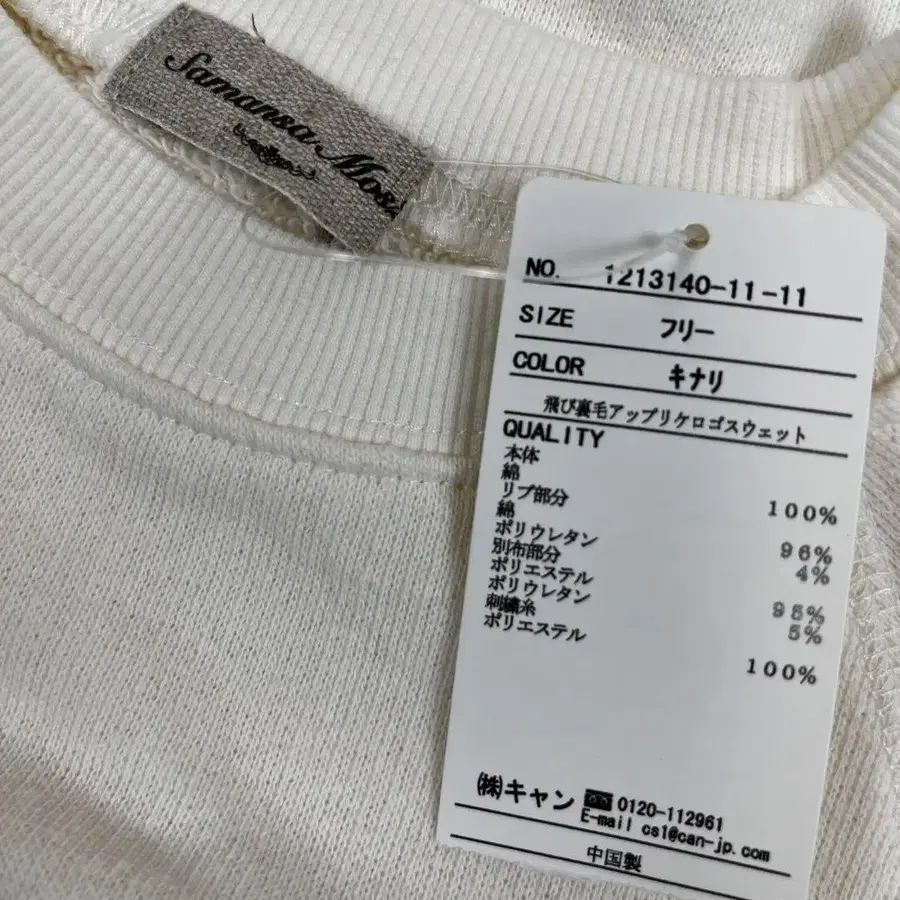 Samansa Mos
NO. 1213140-11-11
SIZE フリー
COLOR キナリ
飛び裏毛アップリケロゴスウェット
QUALITY
本体
綿 100%
リブ部分
綿 96%
ポリウレタン 4%
別布部分
ポリエステル 95%
ポリウレタン 5%
刺繍糸
ポリエステル 100%
㈱キャン 0120-112961
E-mail cs1@can-jp.com
中国製